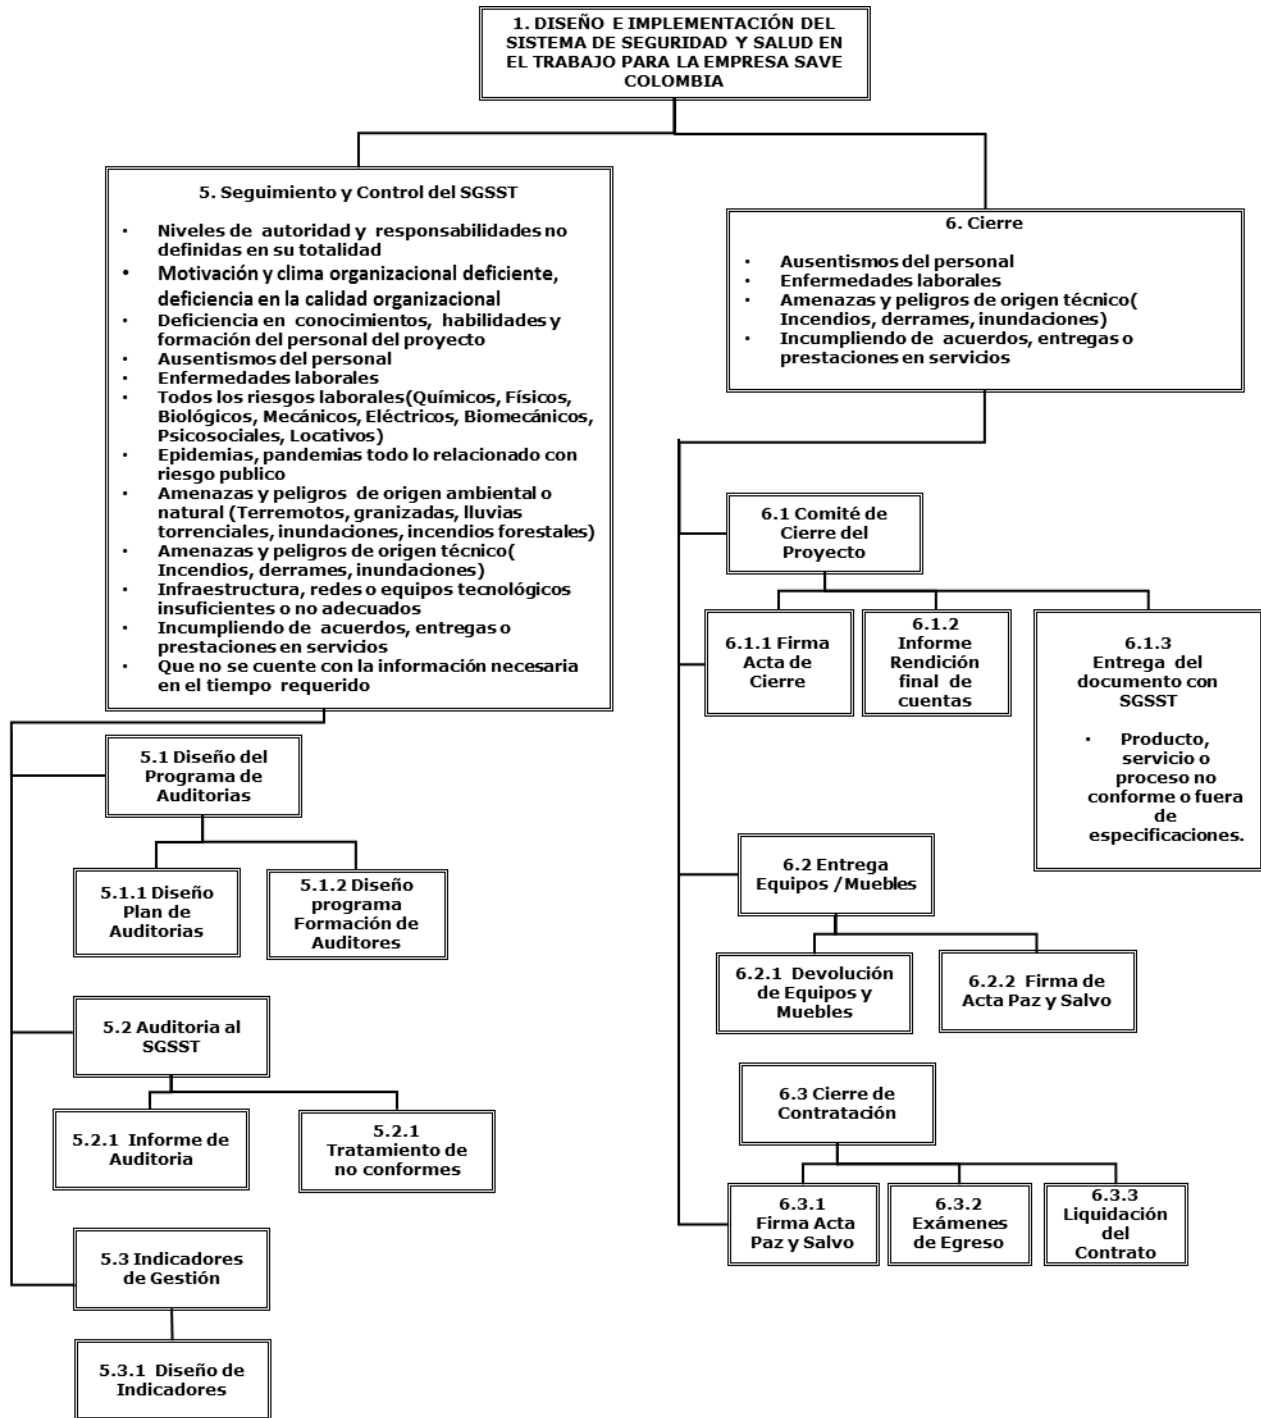 1. DISEÑO E IMPLEMENTACIÓN DEL
SISTEMA DE SEGURIDAD Y SALUD EN
EL TRABAJO PARA LA EMPRESA SAVE
COLOMBIA
5. Seguimiento y Control del SGSST
• Niveles de autoridad y responsabilidades no
definidas en su totalidad
• Motivación y clima organizacional deficiente,
deficiencia en la calidad organizacional
• Deficiencia en conocimientos, habilidades y
formación del personal del proyecto
• Ausentismos del personal
• Enfermedades laborales
• Todos los riesgos laborales(Químicos, Físicos,
Biológicos, Mecánicos, Eléctricos, Biomecánicos,
Psicosociales, Locativos)
• Epidemias, pandemias todo lo relacionado con
riesgo publico
• Amenazas y peligros de origen ambiental o
natural (Terremotos, granizadas, lluvias
torrenciales, inundaciones, incendios forestales)
• Amenazas y peligros de origen técnico(
Incendios, derrames, inundaciones)
• Infraestructura, redes o equipos tecnológicos
insuficientes o no adecuados
• Incumpliendo de acuerdos, entregas o
prestaciones en servicios
• Que no se cuente con la información necesaria
en el tiempo requerido
5.1 Diseño del
Programa de
Auditorias
5.1.1 Diseño
Plan de
Auditorias
5.1.2 Diseño
programa
Formación de
Auditores
5.2 Auditoria al
SGSST
5.2.1 Informe de
Auditoria
5.2.1
Tratamiento de
no conformes
5.3 Indicadores
de Gestión
5.3.1 Diseño de
Indicadores
6. Cierre
• Ausentismos del personal
• Enfermedades laborales
• Amenazas y peligros de origen técnico(
Incendios, derrames, inundaciones)
• Incumpliendo de acuerdos, entregas o
prestaciones en servicios
6.1 Comité de
Cierre del
Proyecto
6.1.1 Firma
Acta de
Cierre
6.1.2
Informe
Rendición
final de
cuentas
6.1.3
Entrega del
documento con
SGSST
• Producto,
servicio o
proceso no
conforme o fuera
de
especificaciones.
6.2 Entrega
Equipos /Muebles
6.2.1 Devolución
de Equipos y
Muebles
6.2.2 Firma de
Acta Paz y Salvo
6.3 Cierre de
Contratación
6.3.1
Firma Acta
Paz y Salvo
6.3.2
Exámenes
de Egreso
6.3.3
Liquidación
del
Contrato